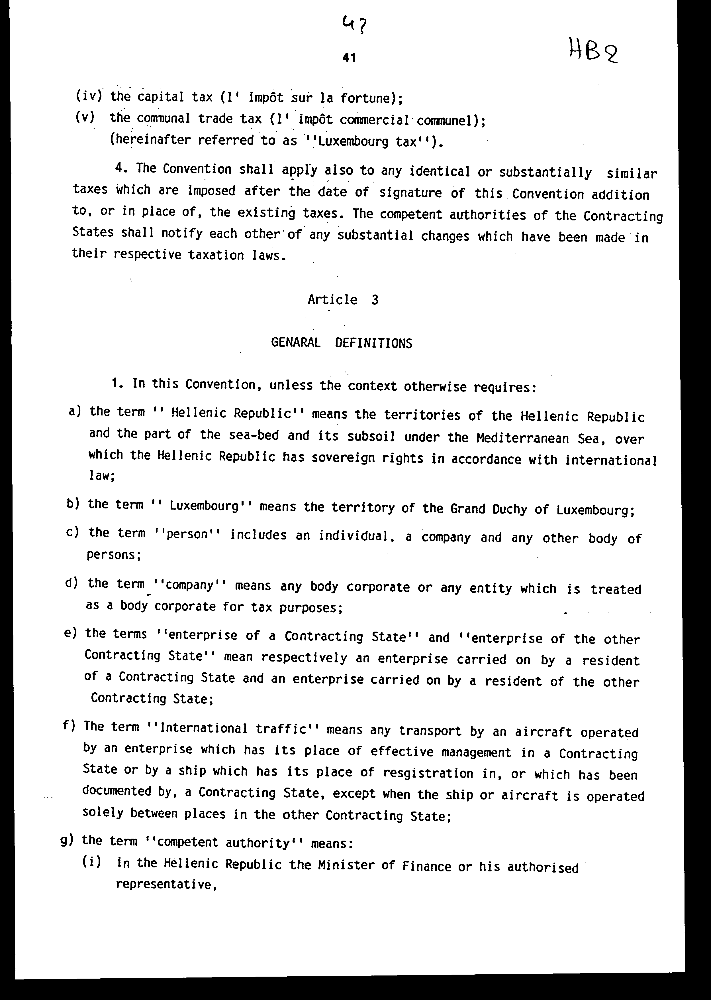 41
HB2
(iv) the capital tax (l' impôt sur la fortune);
(v) the communal trade tax (l' impôt commercial communel);
(hereinafter referred to as ''Luxembourg tax'').
4. The Convention shall apply also to any identical or substantially similar
taxes which are imposed after the date of signature of this Convention addition
to, or in place of, the existing taxes. The competent authorities of the Contracting
States shall notify each other of any substantial changes which have been made in
their respective taxation laws.
Article 3
GENARAL DEFINITIONS
1. In this Convention, unless the context otherwise requires:
a) the term '' Hellenic Republic'' means the territories of the Hellenic Republic
and the part of the sea-bed and its subsoil under the Mediterranean Sea, over
which the Hellenic Republic has sovereign rights in accordance with international
law;
b) the term '' Luxembourg'' means the territory of the Grand Duchy of Luxembourg;
c) the term ''person'' includes an individual, a company and any other body of
persons;
d) the term ''company'' means any body corporate or any entity which is treated
as a body corporate for tax purposes;
e) the terms ''enterprise of a Contracting State'' and ''enterprise of the other
Contracting State'' mean respectively an enterprise carried on by a resident
of a Contracting State and an enterprise carried on by a resident of the other
Contracting State;
f) The term ''International traffic'' means any transport by an aircraft operated
by an enterprise which has its place of effective management in a Contracting
State or by a ship which has its place of resgistration in, or which has been
documented by, a Contracting State, except when the ship or aircraft is operated
solely between places in the other Contracting State;
g) the term ''competent authority'' means:
(i) in the Hellenic Republic the Minister of Finance or his authorised
representative,